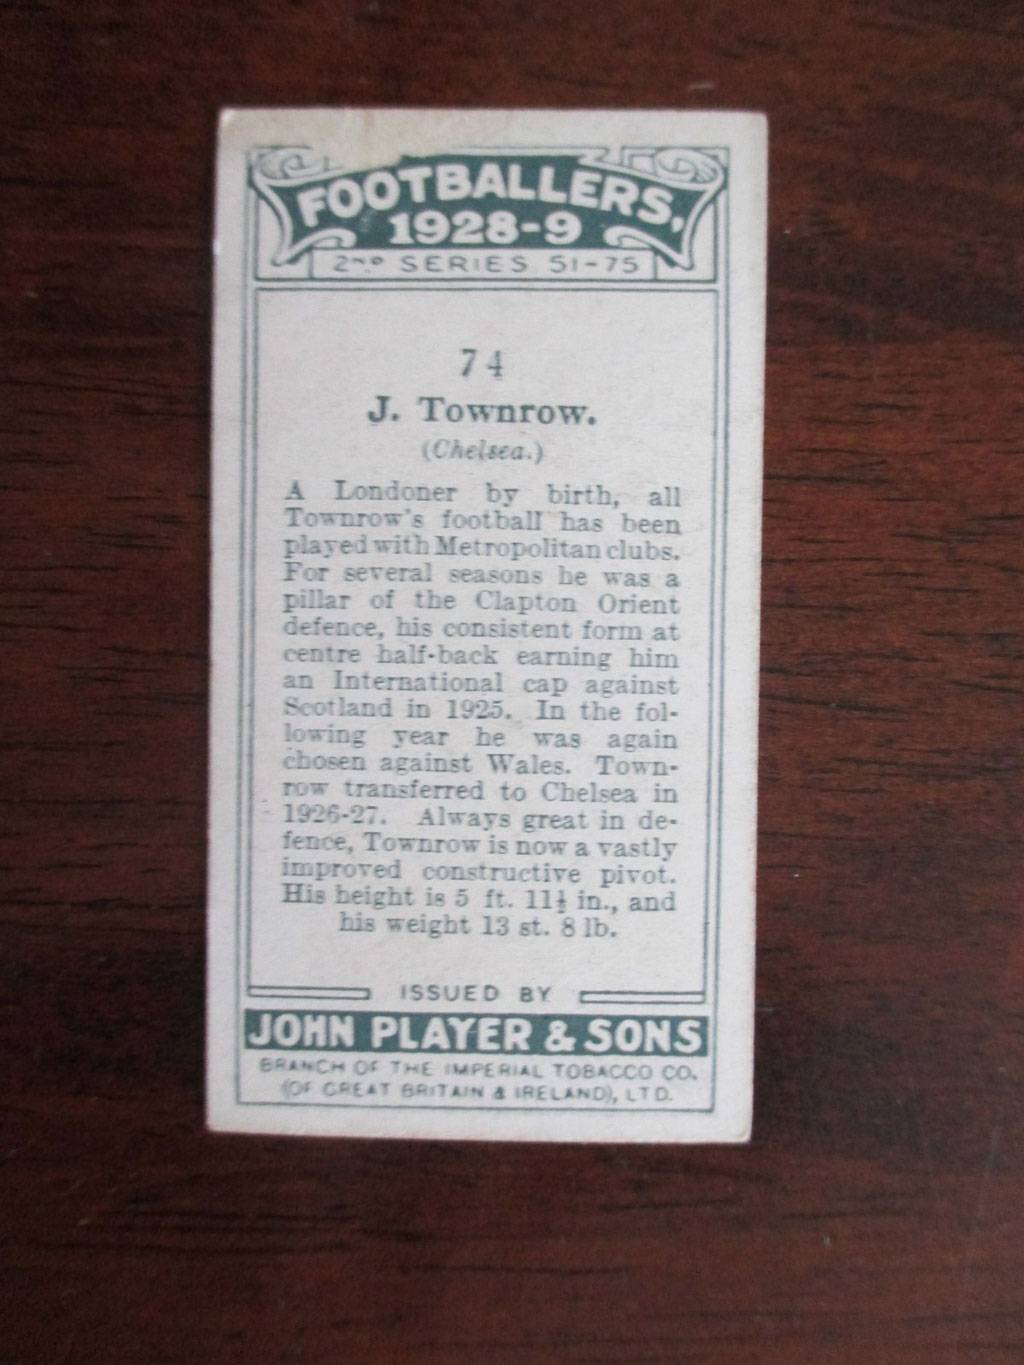 FOOTBALLERS,
1928-9
2ND SERIES 51-75
74
J. Townrow.
(Chelsea.)
A Londoner by birth, all
Townrow's football has been
played with Metropolitan clubs.
For several seasons he was a
pillar of the Clapton Orient
defence, his consistent form at
centre half-back earning him
an International cap against
Scotland in 1925. In the fol-
lowing year he was again
chosen against Wales. Town-
row transferred to Chelsea in
1926-27. Always great in de-
fence, Townrow is now a vastly
improved constructive pivot.
His height is 5 ft. 11½ in., and
his weight 13 st. 8 lb.
ISSUED BY
JOHN PLAYER & SONS
BRANCH OF THE IMPERIAL TOBACCO CO.
(OF GREAT BRITAIN & IRELAND), LTD.